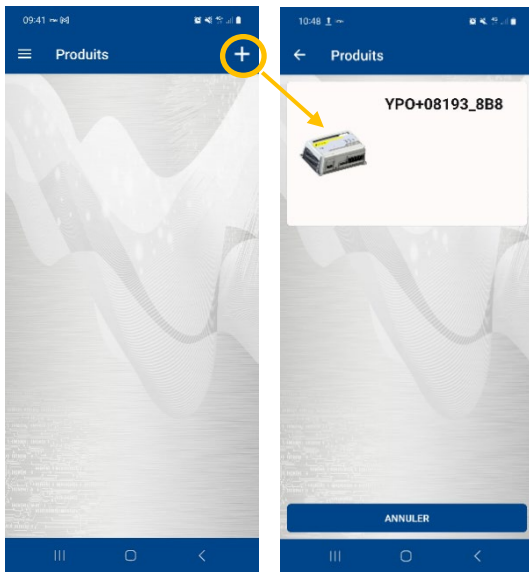 09:41
Produits
+
10:48
Produits
YPO+08193_8B8
ANNULER